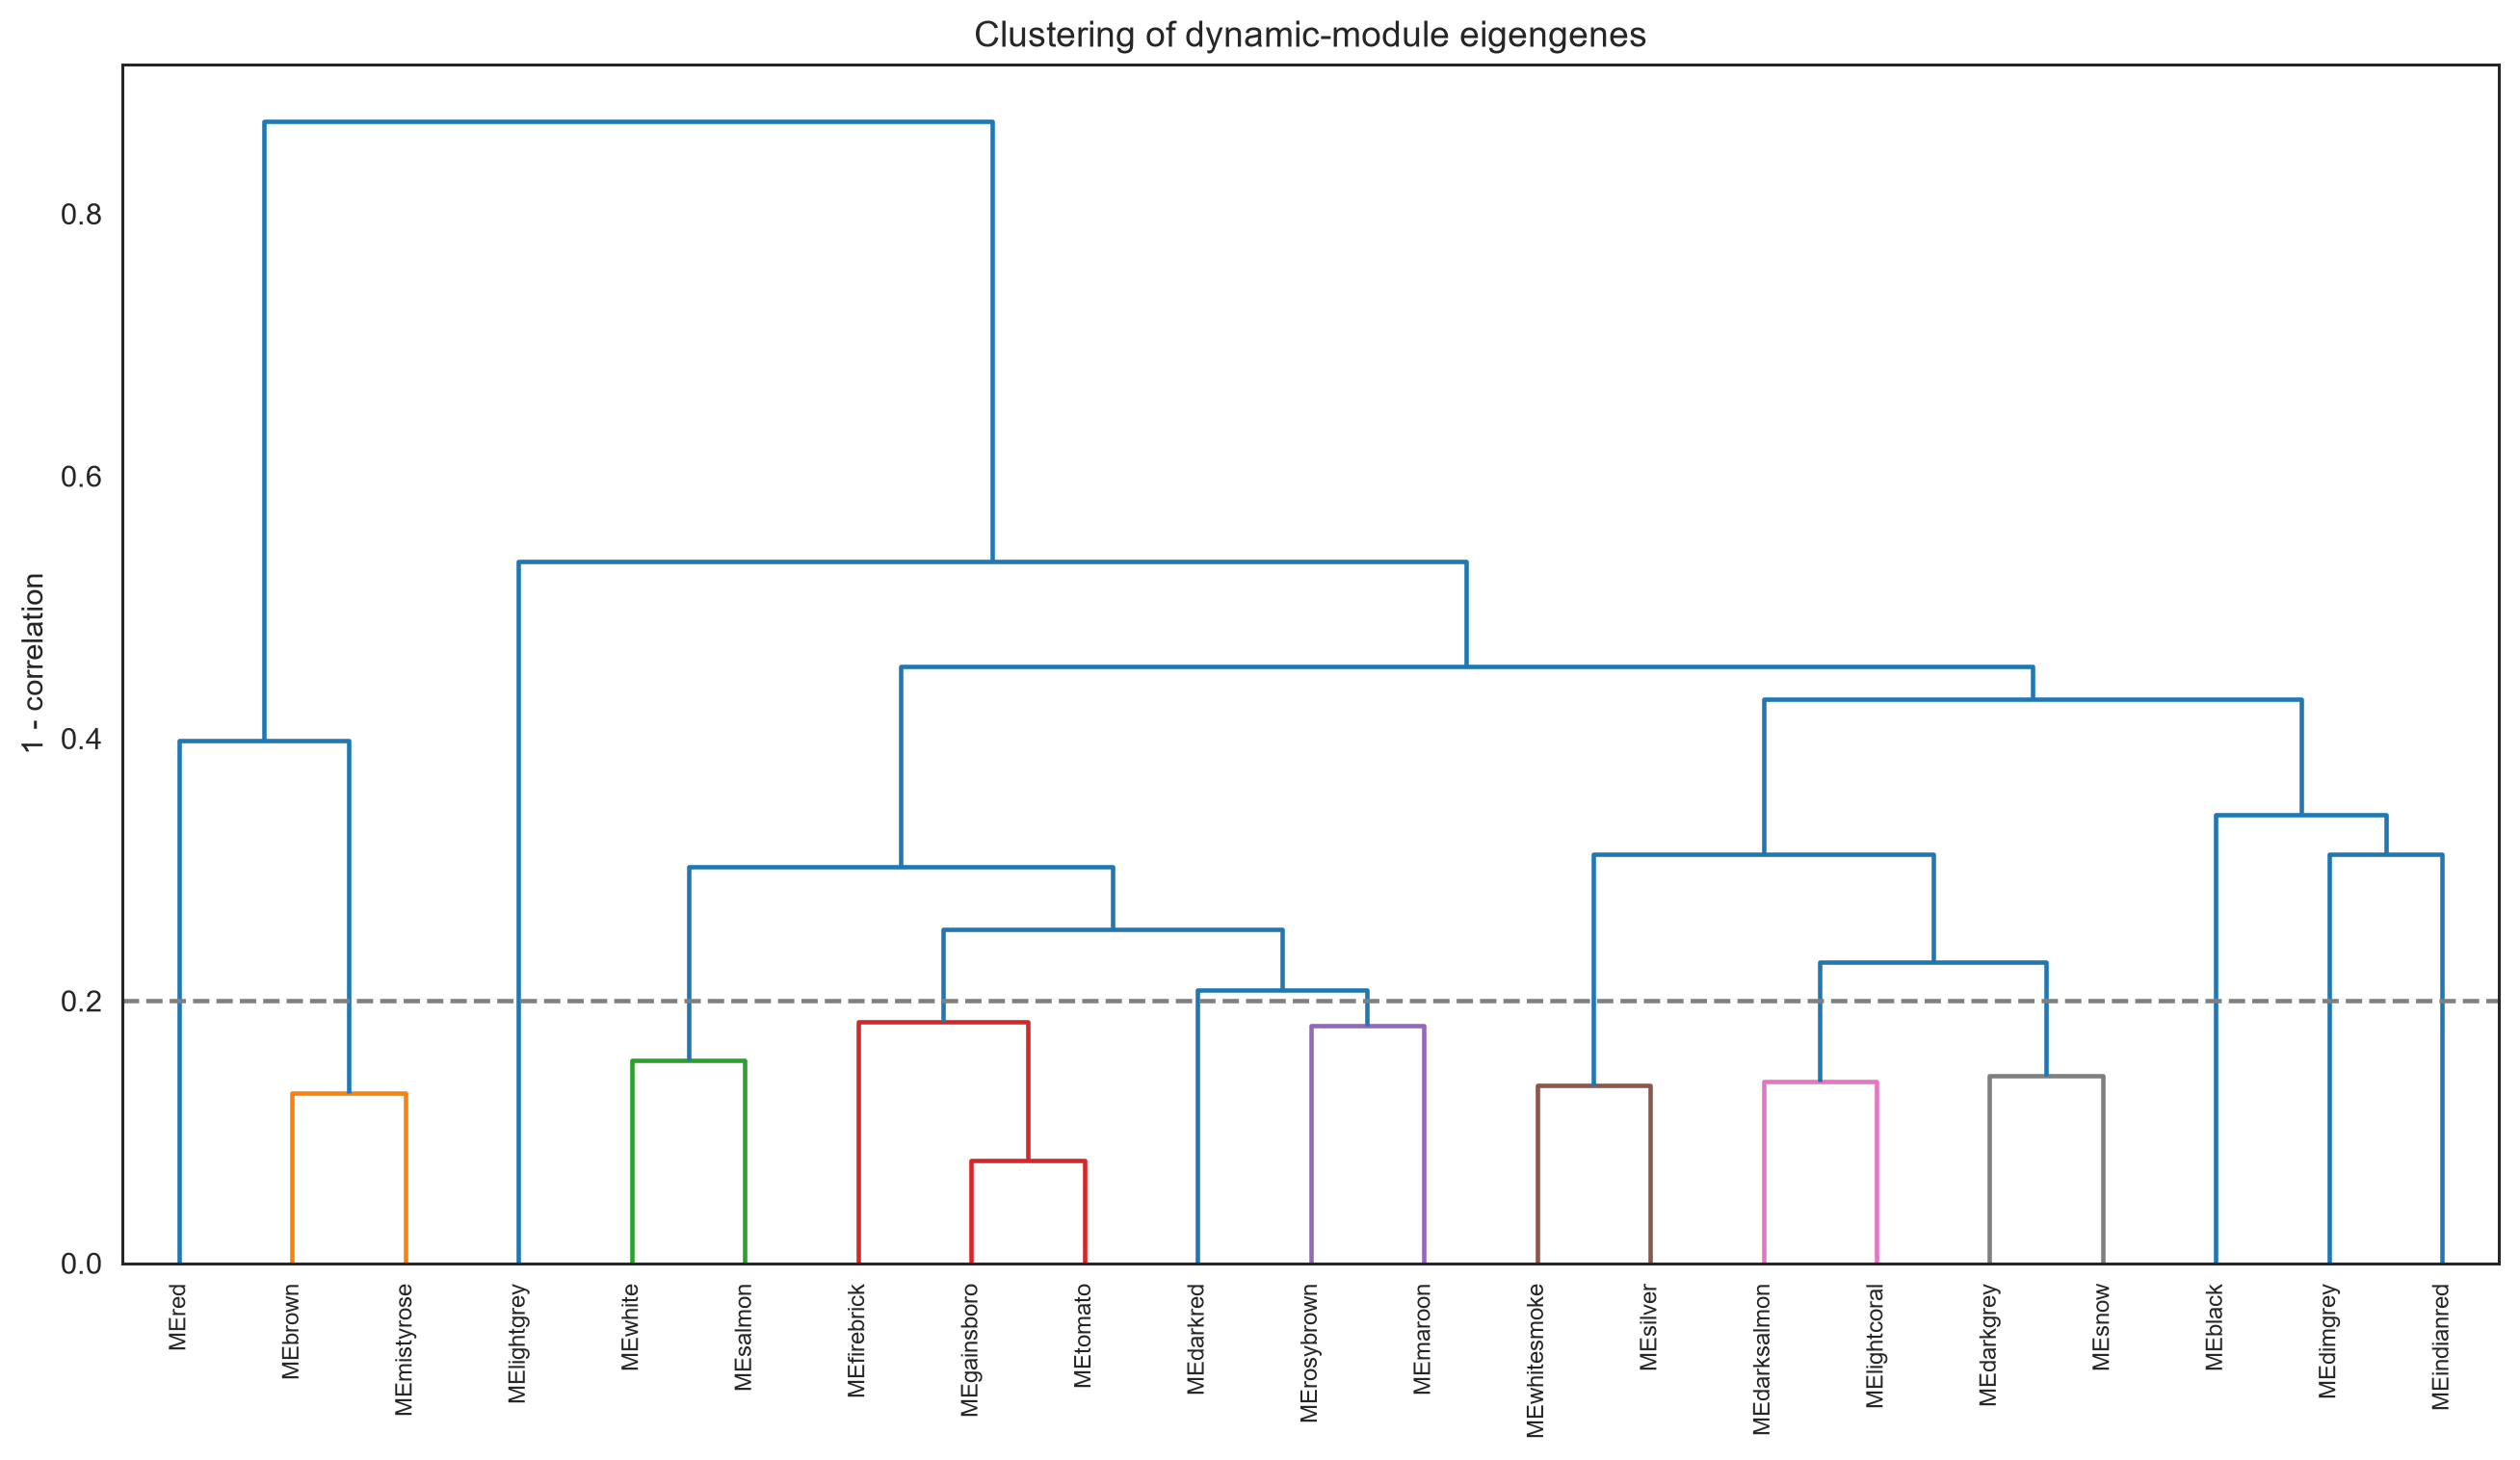 Clustering of dynamic-module eigengenes
1 - correlation
0.8
0.6
0.4
0.2
0.0
MEred
MEbrown
MEmistyrose
MElightgrey
MEwhite
MEsalmon
MEfirebrick
MEgainsboro
MEtomato
MEdarkred
MErosybrown
MEmaroon
MEwhitesmoke
MEsilver
MEdarksalmon
MElightcoral
MEdarkgrey
MEsnow
MEblack
MEdimgrey
MEindianred